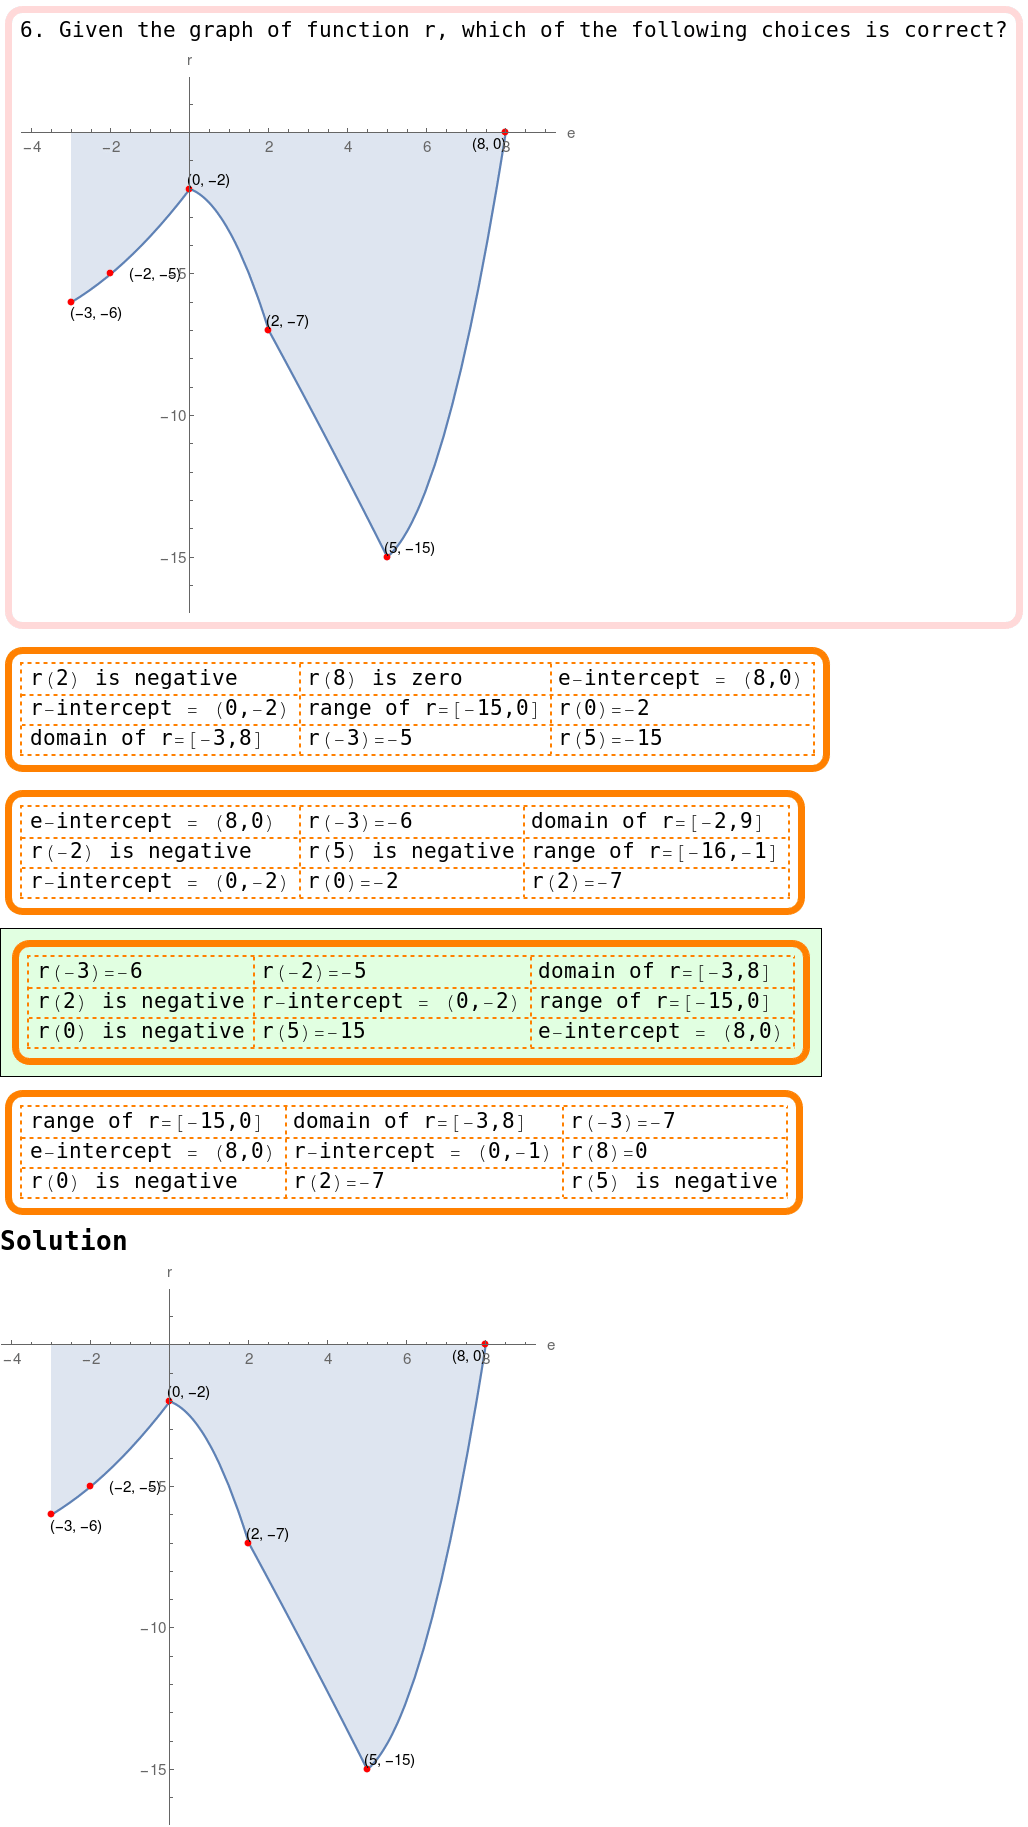 6. Given the graph of function r, which of the following choices is correct?
r
e
−4 −2 2 4 6 8
(8, 0)
(0, −2)
(−2, −5) −5
(−3, −6)
(2, −7)
−10
(5, −15)
−15
r(2) is negative r(8) is zero e-intercept = (8,0)
r-intercept = (0,-2) range of r=[-15,0] r(0)=-2
domain of r=[-3,8] r(-3)=-5 r(5)=-15
e-intercept = (8,0) r(-3)=-6 domain of r=[-2,9]
r(-2) is negative r(5) is negative range of r=[-16,-1]
r-intercept = (0,-2) r(0)=-2 r(2)=-7
r(-3)=-6 r(-2)=-5 domain of r=[-3,8]
r(2) is negative r-intercept = (0,-2) range of r=[-15,0]
r(0) is negative r(5)=-15 e-intercept = (8,0)
range of r=[-15,0] domain of r=[-3,8] r(-3)=-7
e-intercept = (8,0) r-intercept = (0,-1) r(8)=0
r(0) is negative r(2)=-7 r(5) is negative
Solution
r
e
−4 −2 2 4 6 8
(8, 0)
(0, −2)
(−2, −5) −5
(−3, −6)
(2, −7)
−10
(5, −15)
−15